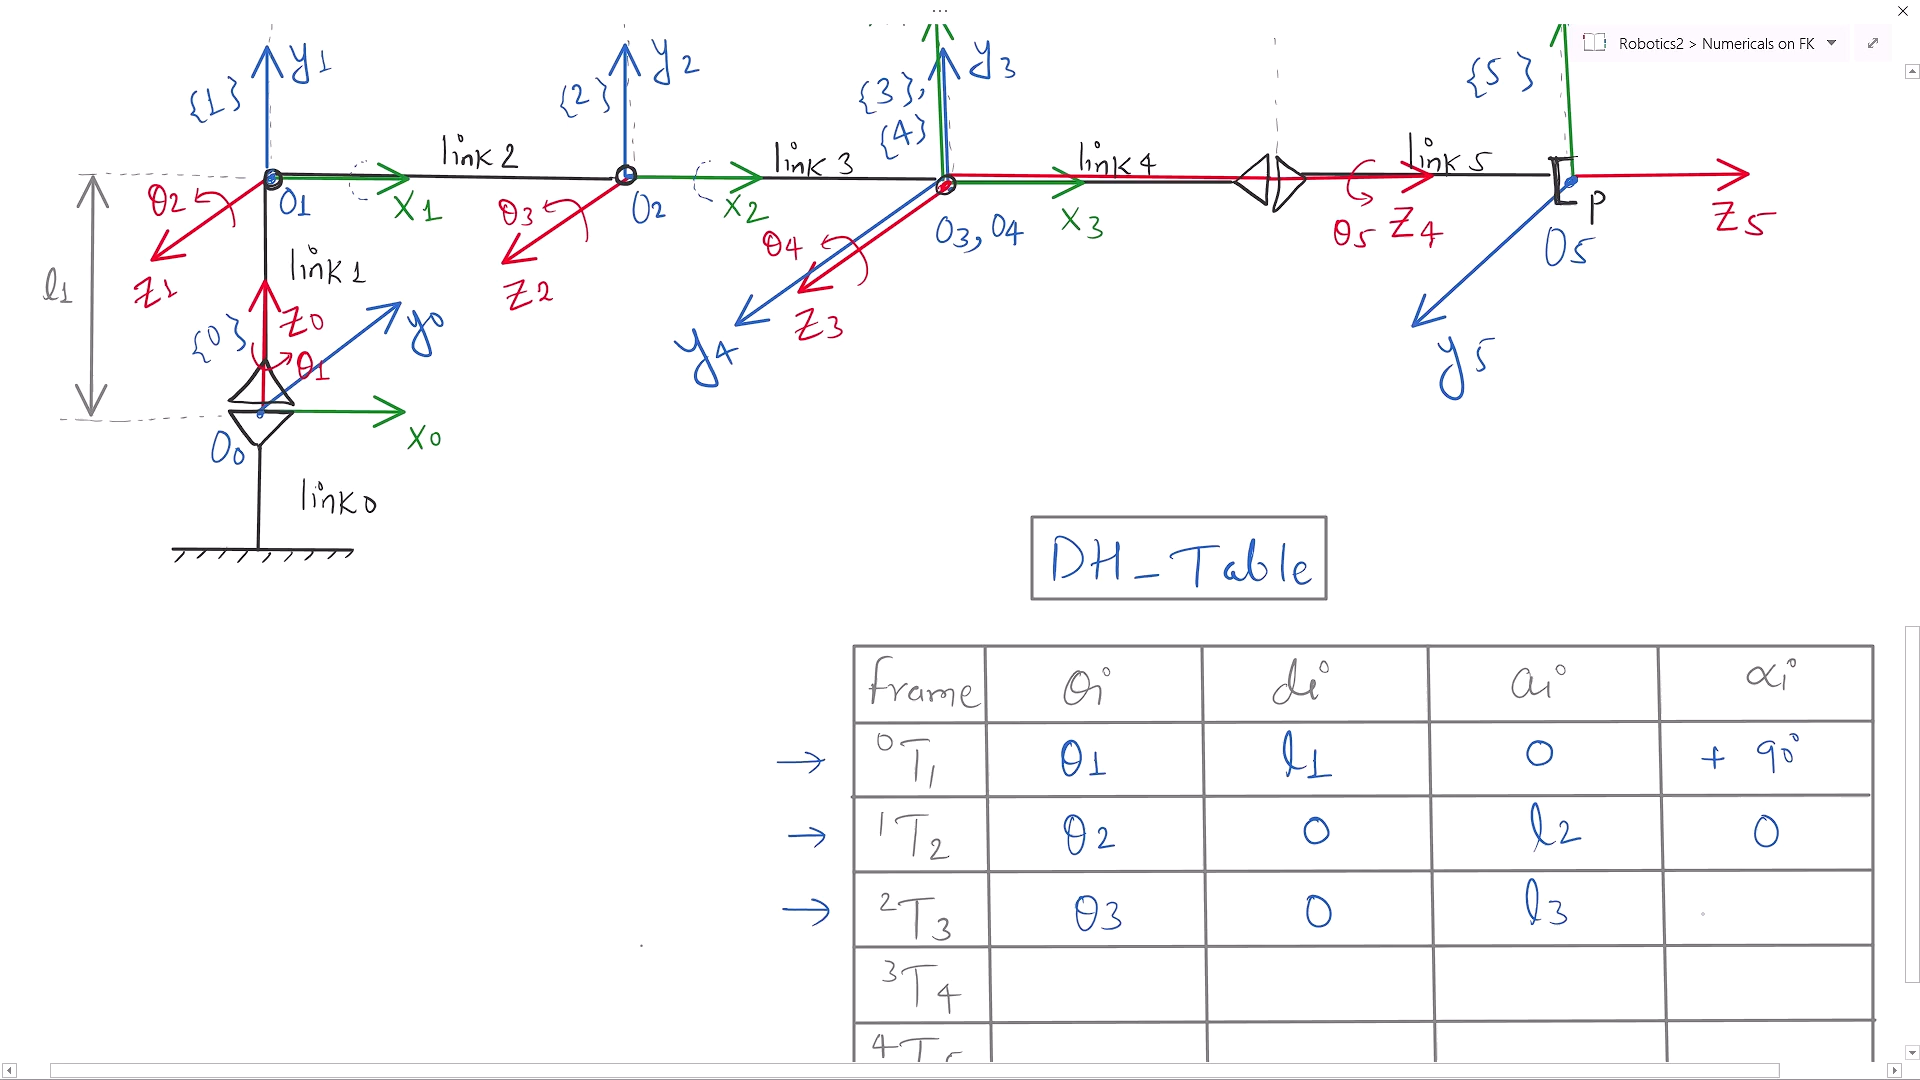 Robotics2 > Numericals on FK
y1
y2
y3
{1}
{2}
{3},
{4}
{5}
link 2
link 3
link 4
link 5
θ2
O1
x1
θ3
O2
x2
θ4
O3, O4
x3
θ5
z4
P
O5
z5
z1
link 1
z2
z3
y4
y5
l1
{0}
z0
y0
θ1
O0
x0
link 0
DH_Table
frame θi di ai αi
⁰T₁ θ1 l1 0 + 90°
¹T₂ θ2 0 l2 0
²T₃ θ3 0 l3
³T₄
⁴T₅